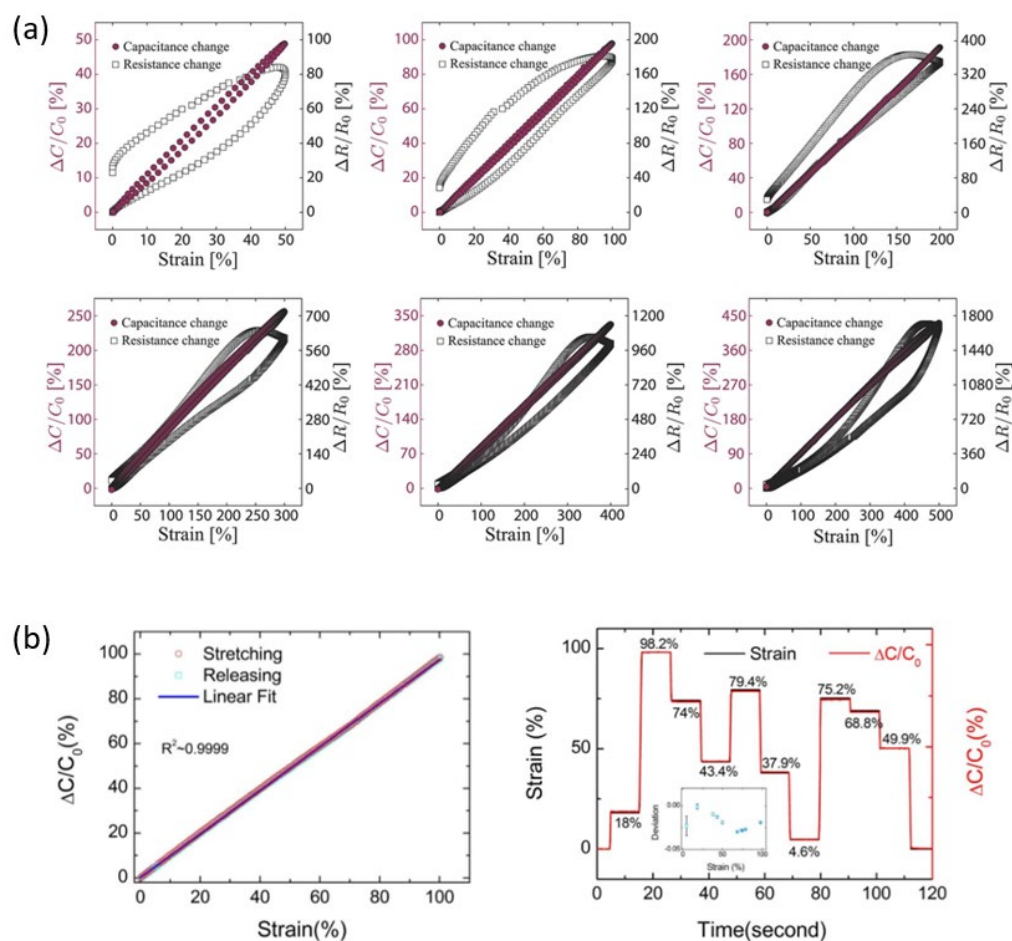 (a)
50
40
30
20
10
0
ΔC/C₀ [%]
Capacitance change
Resistance change
100
80
60
40
20
0
ΔR/R₀ [%]
0 10 20 30 40 50
Strain [%]
100
80
60
40
20
0
ΔC/C₀ [%]
Capacitance change
Resistance change
200
160
120
80
40
0
ΔR/R₀ [%]
0 20 40 60 80 100
Strain [%]
200
160
120
80
40
0
ΔC/C₀ [%]
Capacitance change
Resistance change
400
320
240
160
80
0
ΔR/R₀ [%]
0 50 100 150 200
Strain [%]
250
200
150
100
50
0
ΔC/C₀ [%]
Capacitance change
Resistance change
700
560
420
280
140
0
ΔR/R₀ [%]
0 50 100 150 200 250 300
Strain [%]
350
280
210
140
70
0
ΔC/C₀ [%]
Capacitance change
Resistance change
1200
960
720
480
240
0
ΔR/R₀ [%]
0 100 200 300 400
Strain [%]
450
360
270
180
90
0
ΔC/C₀ [%]
Capacitance change
Resistance change
1800
1440
1080
720
360
0
ΔR/R₀ [%]
0 100 200 300 400 500
Strain [%]
(b)
100
80
60
40
20
0
ΔC/C₀(%)
Stretching
Releasing
Linear Fit
R²~0.9999
0 20 40 60 80 100
Strain(%)
100
50
0
Strain (%)
Strain
ΔC/C₀
98.2%
79.4%
75.2%
74%
68.8%
49.9%
43.4%
37.9%
18%
4.6%
0.00
-0.05
Deviation
0 50 100
Strain (%)
ΔC/C₀(%)
0 20 40 60 80 100 120
Time(second)